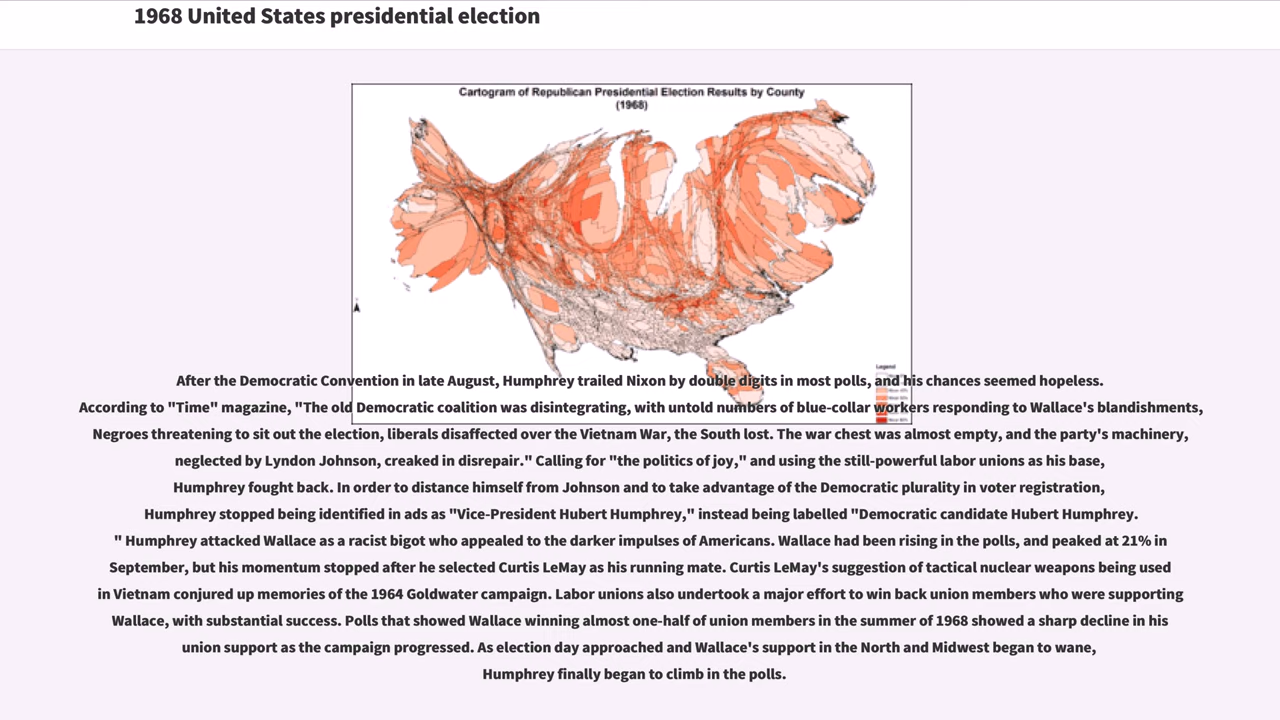 1968 United States presidential election
Cartogram of Republican Presidential Election Results by County
(1968)
Legend
After the Democratic Convention in late August, Humphrey trailed Nixon by double digits in most polls, and his chances seemed hopeless.
According to "Time" magazine, "The old Democratic coalition was disintegrating, with untold numbers of blue-collar workers responding to Wallace's blandishments,
Negroes threatening to sit out the election, liberals disaffected over the Vietnam War, the South lost. The war chest was almost empty, and the party's machinery,
neglected by Lyndon Johnson, creaked in disrepair." Calling for "the politics of joy," and using the still-powerful labor unions as his base,
Humphrey fought back. In order to distance himself from Johnson and to take advantage of the Democratic plurality in voter registration,
Humphrey stopped being identified in ads as "Vice-President Hubert Humphrey," instead being labelled "Democratic candidate Hubert Humphrey.
" Humphrey attacked Wallace as a racist bigot who appealed to the darker impulses of Americans. Wallace had been rising in the polls, and peaked at 21% in
September, but his momentum stopped after he selected Curtis LeMay as his running mate. Curtis LeMay's suggestion of tactical nuclear weapons being used
in Vietnam conjured up memories of the 1964 Goldwater campaign. Labor unions also undertook a major effort to win back union members who were supporting
Wallace, with substantial success. Polls that showed Wallace winning almost one-half of union members in the summer of 1968 showed a sharp decline in his
union support as the campaign progressed. As election day approached and Wallace's support in the North and Midwest began to wane,
Humphrey finally began to climb in the polls.